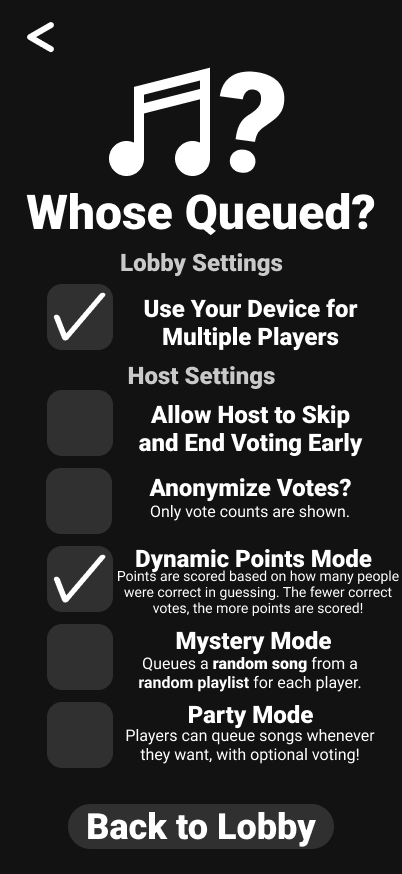 <
?
Whose Queued?
Lobby Settings
Use Your Device for
Multiple Players
Host Settings
Allow Host to Skip
and End Voting Early
Anonymize Votes?
Only vote counts are shown.
Dynamic Points Mode
Points are scored based on how many people
were correct in guessing. The fewer correct
votes, the more points are scored!
Mystery Mode
Queues a random song from a
random playlist for each player.
Party Mode
Players can queue songs whenever
they want, with optional voting!
Back to Lobby